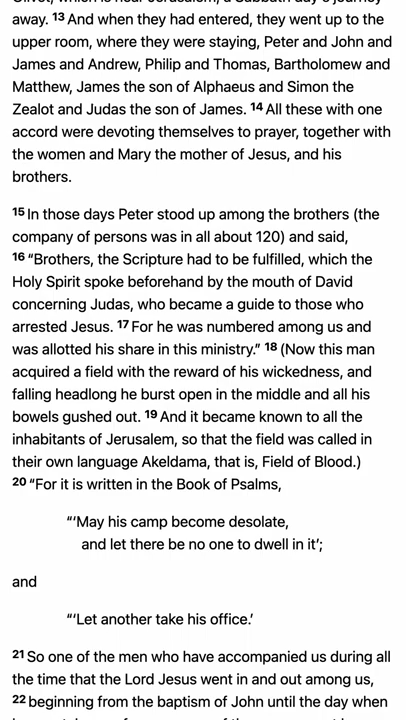 away. 13 And when they had entered, they went up to the
upper room, where they were staying, Peter and John and
James and Andrew, Philip and Thomas, Bartholomew and
Matthew, James the son of Alphaeus and Simon the
Zealot and Judas the son of James. 14 All these with one
accord were devoting themselves to prayer, together with
the women and Mary the mother of Jesus, and his
brothers.
15 In those days Peter stood up among the brothers (the
company of persons was in all about 120) and said,
16 “Brothers, the Scripture had to be fulfilled, which the
Holy Spirit spoke beforehand by the mouth of David
concerning Judas, who became a guide to those who
arrested Jesus. 17 For he was numbered among us and
was allotted his share in this ministry.” 18 (Now this man
acquired a field with the reward of his wickedness, and
falling headlong he burst open in the middle and all his
bowels gushed out. 19 And it became known to all the
inhabitants of Jerusalem, so that the field was called in
their own language Akeldama, that is, Field of Blood.)
20 “For it is written in the Book of Psalms,
“‘May his camp become desolate,
and let there be no one to dwell in it’;
and
“‘Let another take his office.’
21 So one of the men who have accompanied us during all
the time that the Lord Jesus went in and out among us,
22 beginning from the baptism of John until the day when